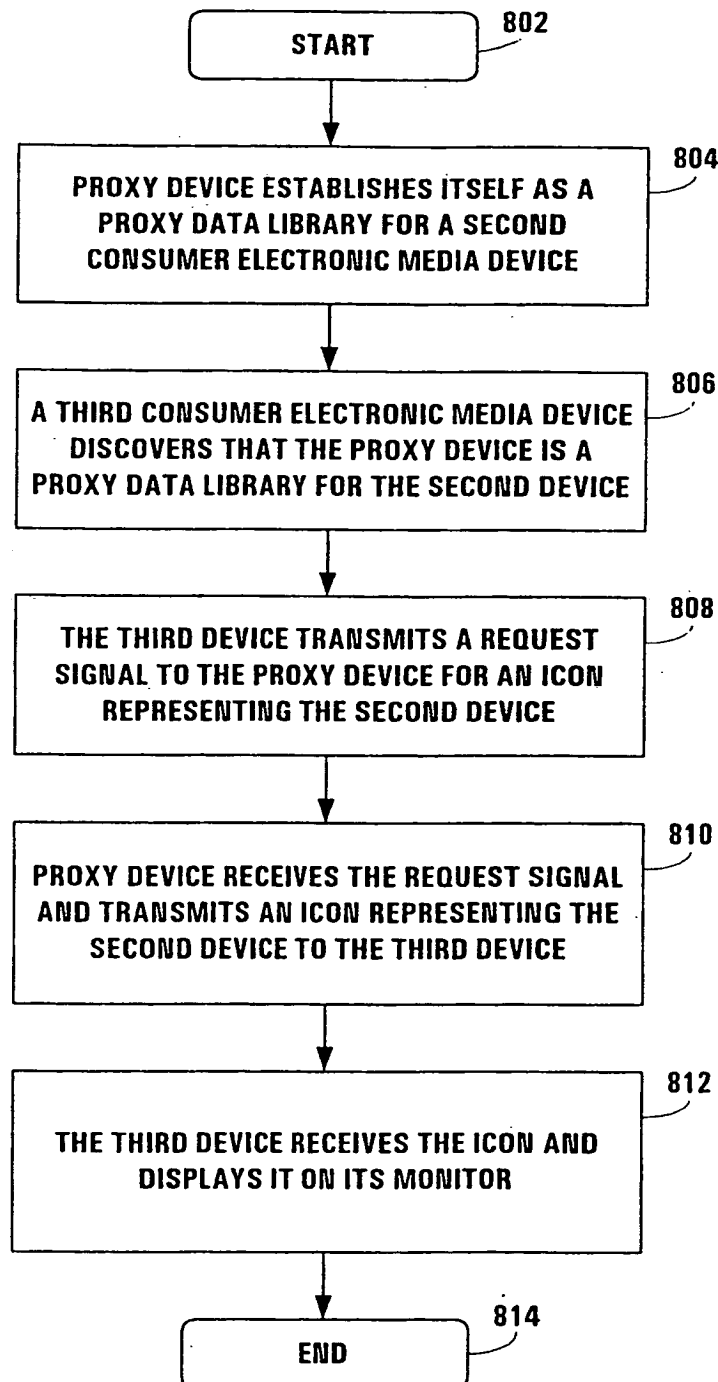 START
802
804
PROXY DEVICE ESTABLISHES ITSELF AS A
PROXY DATA LIBRARY FOR A SECOND
CONSUMER ELECTRONIC MEDIA DEVICE
806
A THIRD CONSUMER ELECTRONIC MEDIA DEVICE
DISCOVERS THAT THE PROXY DEVICE IS A
PROXY DATA LIBRARY FOR THE SECOND DEVICE
808
THE THIRD DEVICE TRANSMITS A REQUEST
SIGNAL TO THE PROXY DEVICE FOR AN ICON
REPRESENTING THE SECOND DEVICE
810
PROXY DEVICE RECEIVES THE REQUEST SIGNAL
AND TRANSMITS AN ICON REPRESENTING THE
SECOND DEVICE TO THE THIRD DEVICE
812
THE THIRD DEVICE RECEIVES THE ICON AND
DISPLAYS IT ON ITS MONITOR
814
END